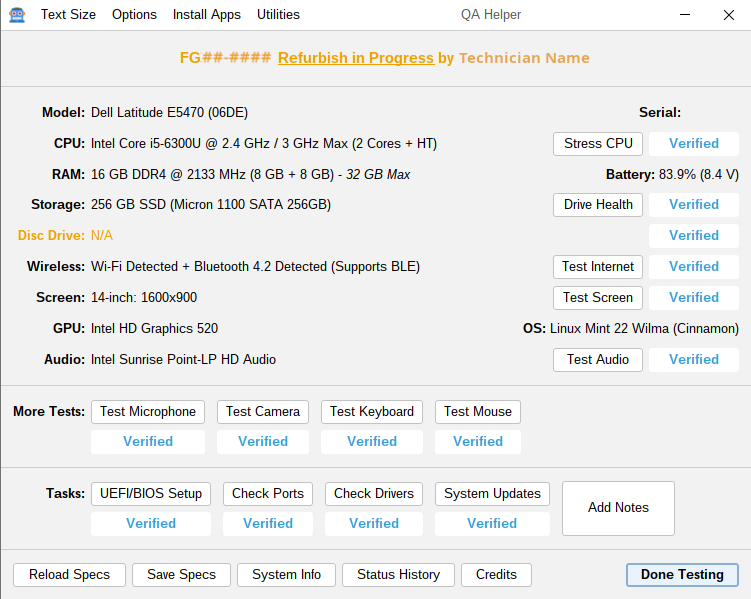 Text Size Options Install Apps Utilities QA Helper
FG##-#### Refurbish in Progress by Technician Name
Model: Dell Latitude E5470 (06DE) Serial:
CPU: Intel Core i5-6300U @ 2.4 GHz / 3 GHz Max (2 Cores + HT) Stress CPU Verified
RAM: 16 GB DDR4 @ 2133 MHz (8 GB + 8 GB) - 32 GB Max Battery: 83.9% (8.4 V)
Storage: 256 GB SSD (Micron 1100 SATA 256GB) Drive Health Verified
Disc Drive: N/A Verified
Wireless: Wi-Fi Detected + Bluetooth 4.2 Detected (Supports BLE) Test Internet Verified
Screen: 14-inch: 1600x900 Test Screen Verified
GPU: Intel HD Graphics 520 OS: Linux Mint 22 Wilma (Cinnamon)
Audio: Intel Sunrise Point-LP HD Audio Test Audio Verified
More Tests: Test Microphone Test Camera Test Keyboard Test Mouse
Verified Verified Verified Verified
Tasks: UEFI/BIOS Setup Check Ports Check Drivers System Updates Add Notes
Verified Verified Verified Verified
Reload Specs Save Specs System Info Status History Credits Done Testing